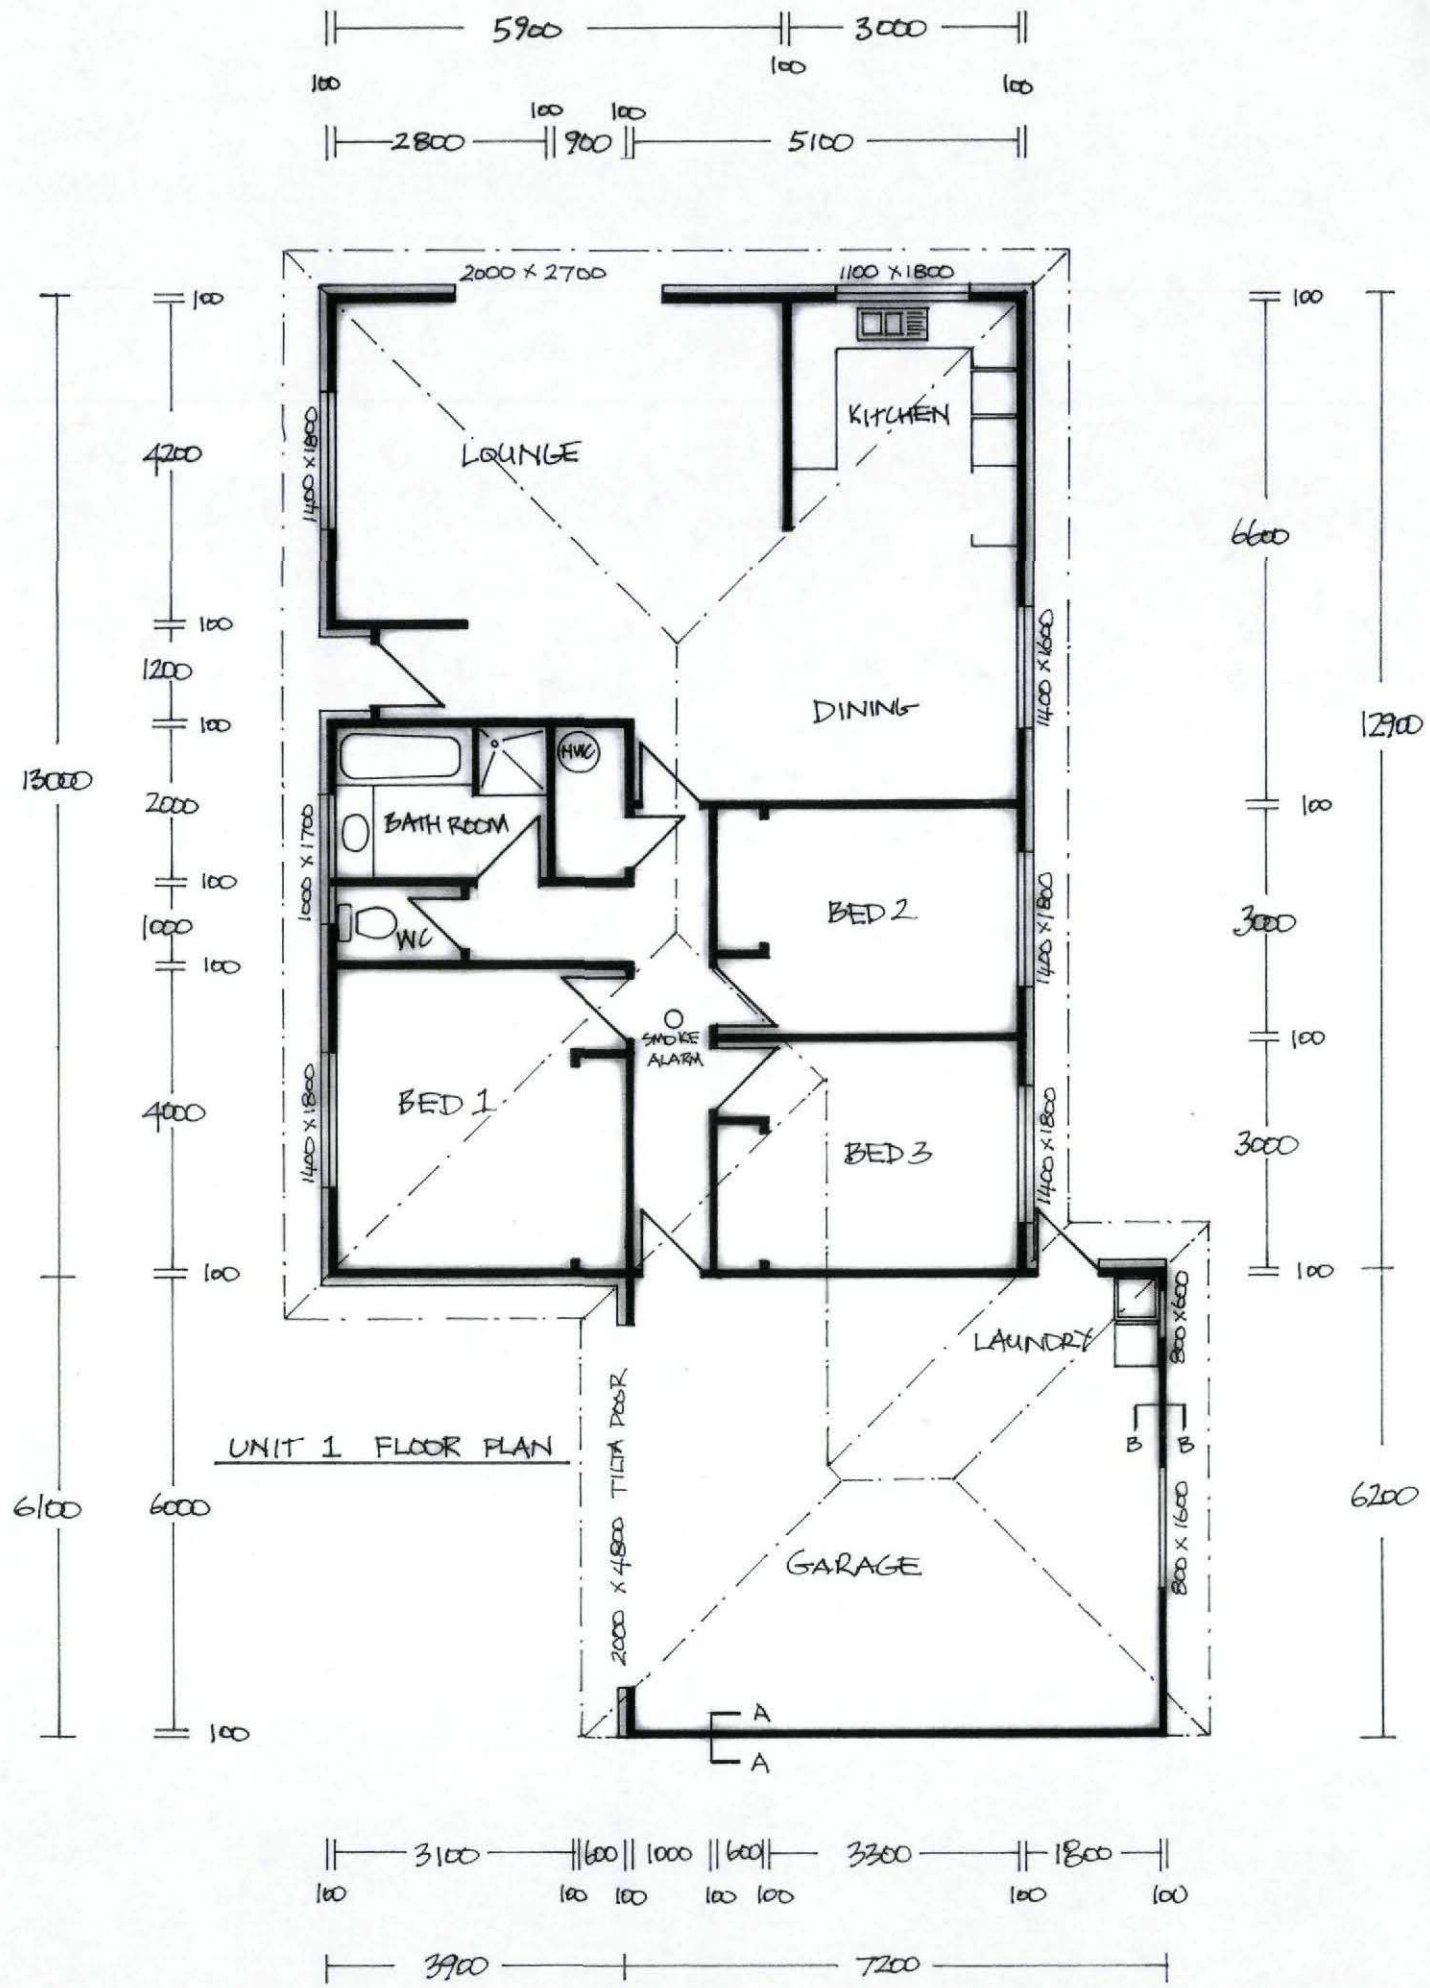 5900 3000
100 100 100
100 100
2800 900 5100
2000 x 2700 1100 x 1800
100 100
1400 x 1800
4200
LOUNGE
KITCHEN
6600
100
1200
100
1400 x 1600
DINING
12900
13000
HWC
2000
1000 x 1700
BATH ROOM
100
100
1000
WC
BED 2
1400 x 1800
3000
100
SMOKE
ALARM
100
1400 x 1800
4000
BED 1
BED 3
1400 x 1800
3000
100
100
LAUNDRY
800 x 600
UNIT 1 FLOOR PLAN
2000 x 4800 TILTA DOOR
B B
6100 6000
800 x 1600
6200
GARAGE
A
100
A
3100 600 1000 600 3300 1800
100 100 100 100 100 100 100
3900 7200